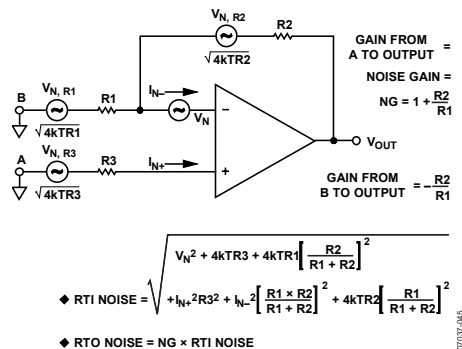 V_N, R2
R2
√4kTR2
GAIN FROM
A TO OUTPUT =
NOISE GAIN =
NG = 1 + R2/R1
B
V_N, R1
R1
I_N–
V_N
–
√4kTR1
A
V_N, R3
R3
I_N+
+
√4kTR3
V_OUT
GAIN FROM
B TO OUTPUT = – R2/R1
◆ RTI NOISE = √
V_N² + 4kTR3 + 4kTR1 [R2/(R1 + R2)]²
+ I_N+² R3² + I_N–² [(R1 × R2)/(R1 + R2)]² + 4kTR2 [R1/(R1 + R2)]²
◆ RTO NOISE = NG × RTI NOISE
07037-045